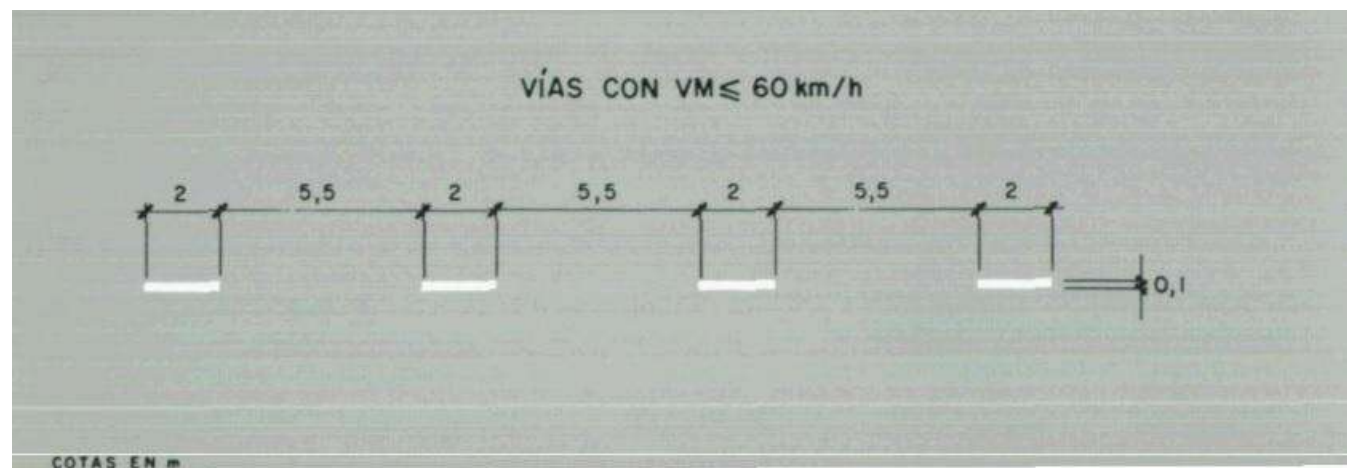 VÍAS CON VM ⩽ 60 km/h
2 5,5 2 5,5 2 5,5 2
0,1
COTAS EN m